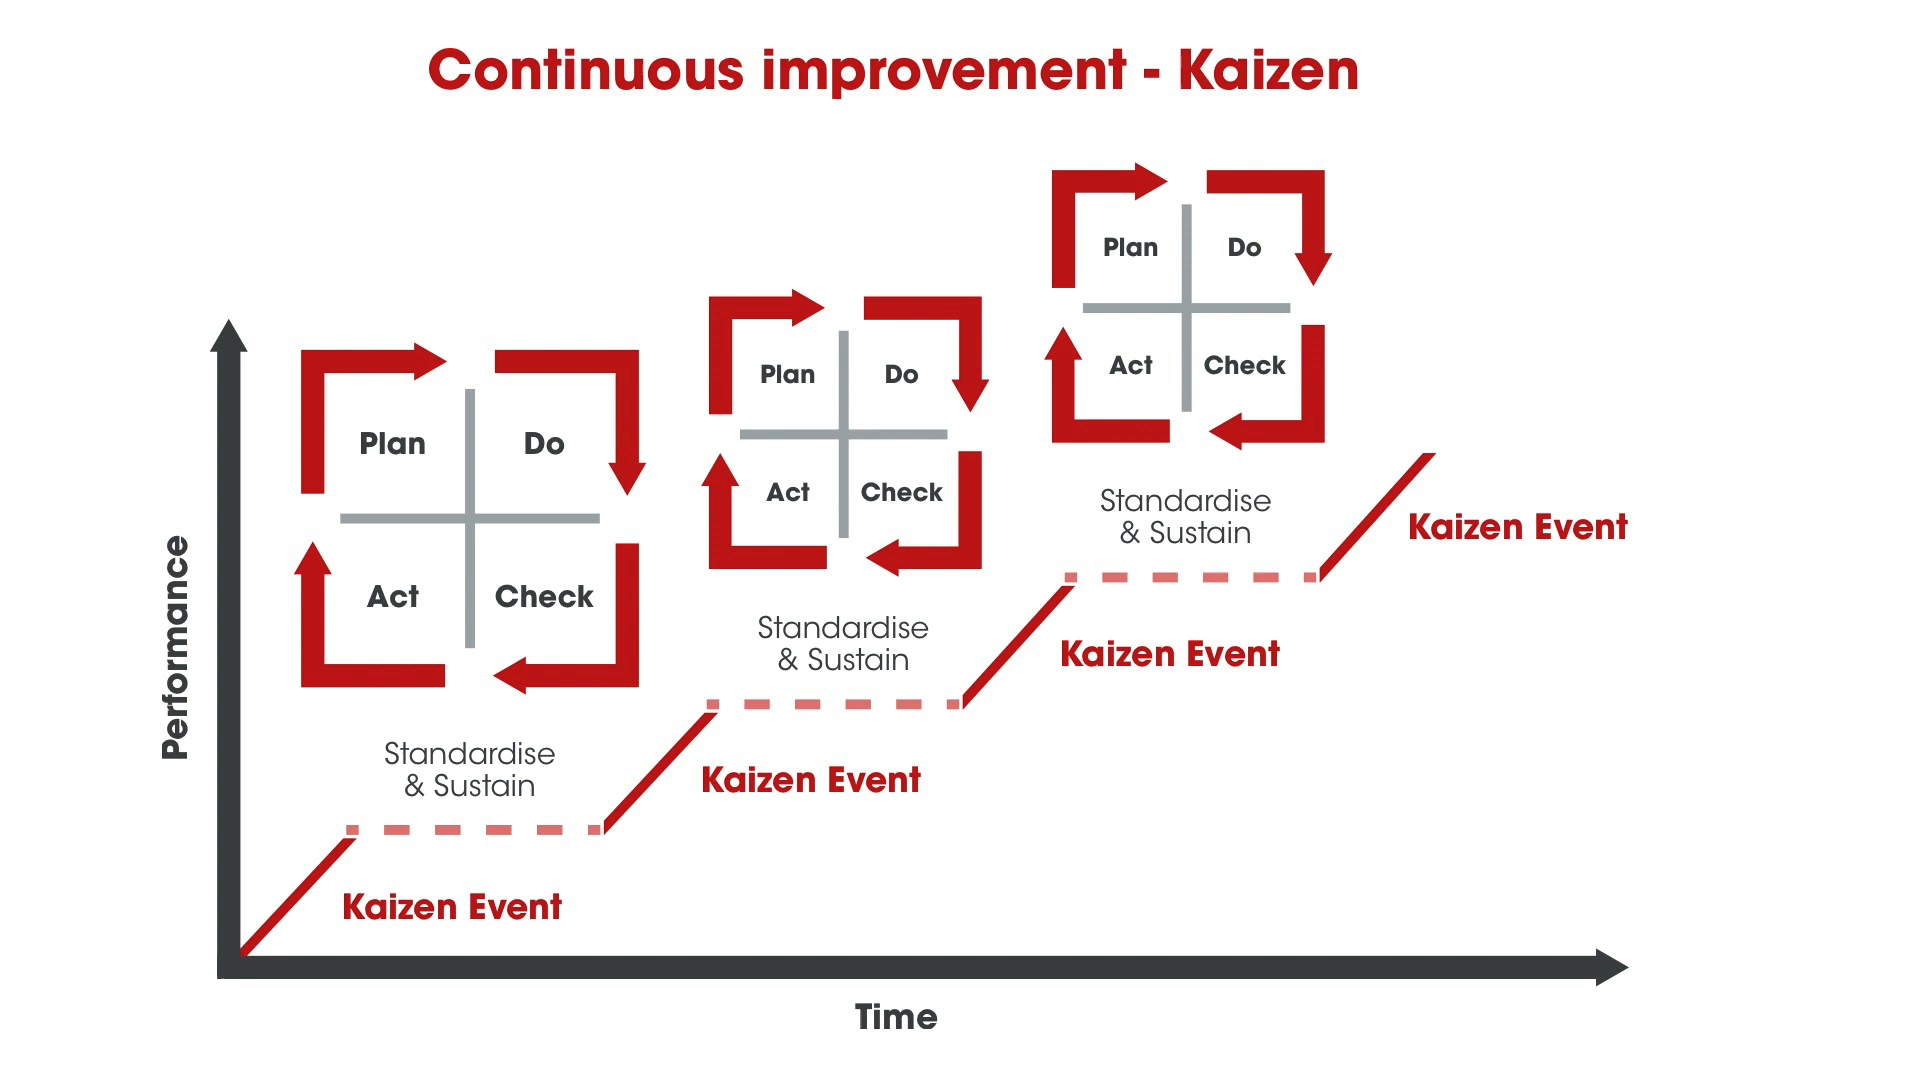 Continuous improvement - Kaizen
Plan
Do
Act
Check
Standardise
& Sustain
Kaizen Event
Plan
Do
Act
Check
Standardise
& Sustain
Kaizen Event
Plan
Do
Act
Check
Standardise
& Sustain
Kaizen Event
Kaizen Event
Performance
Time